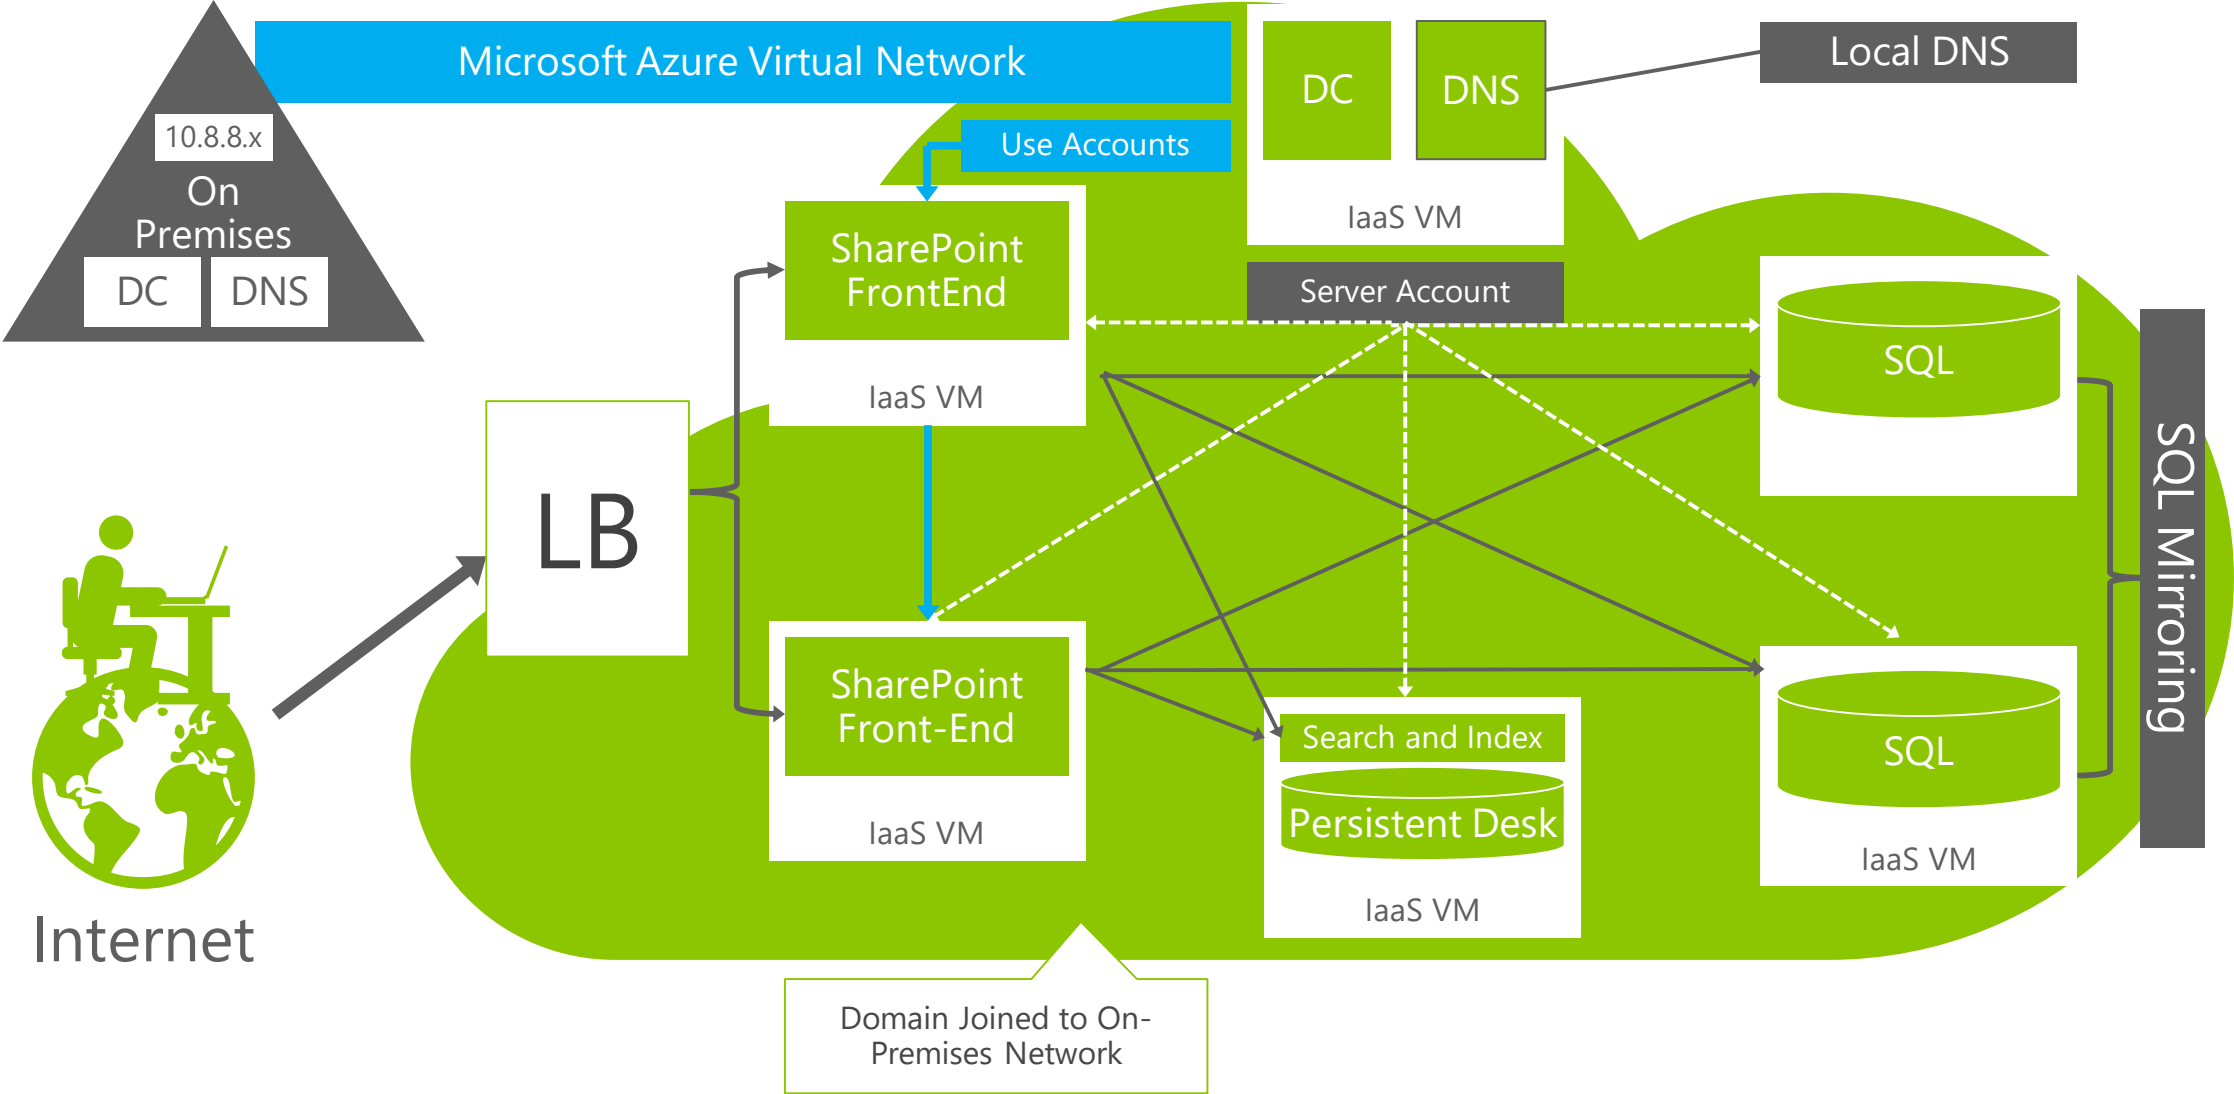 Microsoft Azure Virtual Network
10.8.8.x
On
Premises
DC
DNS
Use Accounts
DC
DNS
IaaS VM
Local DNS
Server Account
SharePoint
FrontEnd
IaaS VM
SQL
SQL Mirroring
LB
SharePoint
Front-End
IaaS VM
Search and Index
Persistent Desk
IaaS VM
SQL
IaaS VM
Internet
Domain Joined to On-
Premises Network